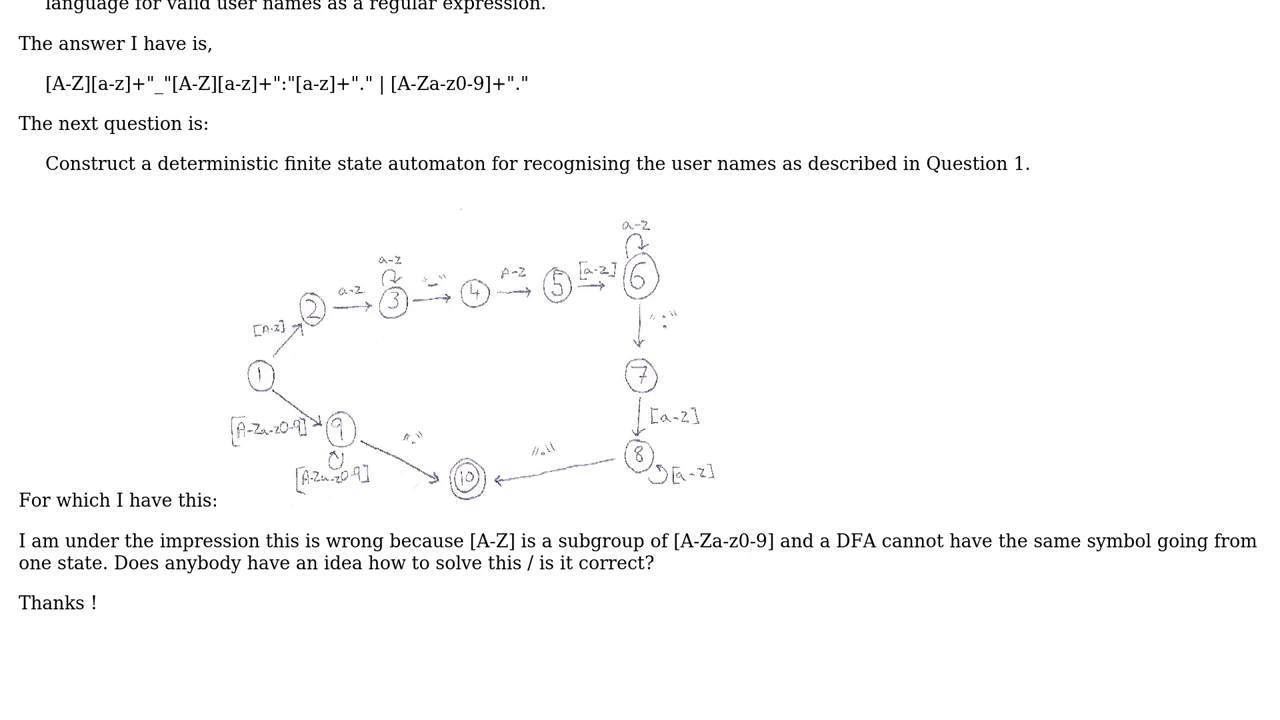 language for valid user names as a regular expression.
The answer I have is,
[A-Z][a-z]+"_"[A-Z][a-z]+":"[a-z]+"." | [A-Za-z0-9]+"."
The next question is:
Construct a deterministic finite state automaton for recognising the user names as described in Question 1.
a-z
a-z
[a-z]
6
A-Z
"_"
a-z
5
4
3
2
":"
[A-Z]
1
7
[a-z]
[A-Za-z0-9]
9
"."
"."
8
[a-z]
[A-Za-z0-9]
10
For which I have this:
I am under the impression this is wrong because [A-Z] is a subgroup of [A-Za-z0-9] and a DFA cannot have the same symbol going from
one state. Does anybody have an idea how to solve this / is it correct?
Thanks !